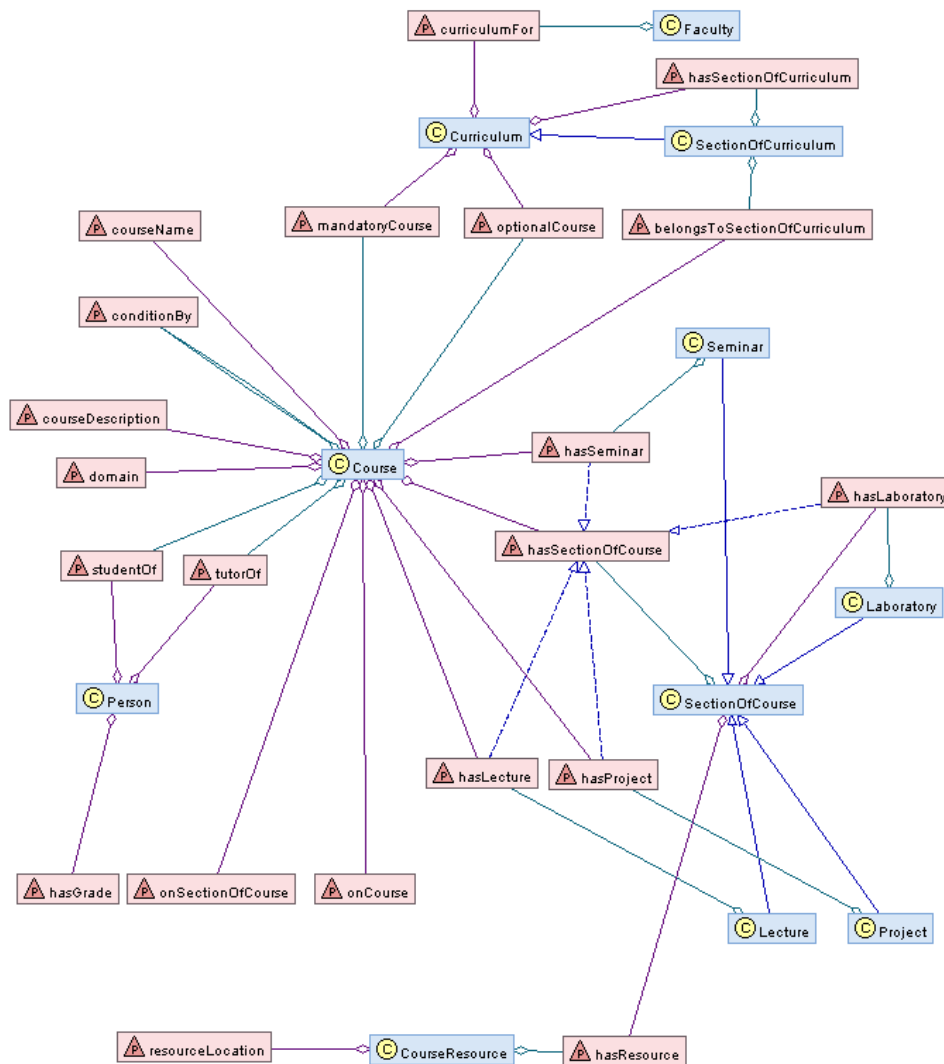 P curriculumFor
C Faculty
P hasSectionOfCurriculum
C Curriculum
C SectionOfCurriculum
P courseName
P mandatoryCourse
P optionalCourse
P belongsToSectionOfCurriculum
P conditionBy
C Seminar
P courseDescription
P hasSeminar
C Course
P domain
P hasLaboratory
P hasSectionOfCourse
P studentOf
P tutorOf
C Laboratory
C Person
C SectionOfCourse
P hasLecture
P hasProject
P hasGrade
P onSectionOfCourse
P onCourse
C Lecture
C Project
P resourceLocation
C CourseResource
P hasResource